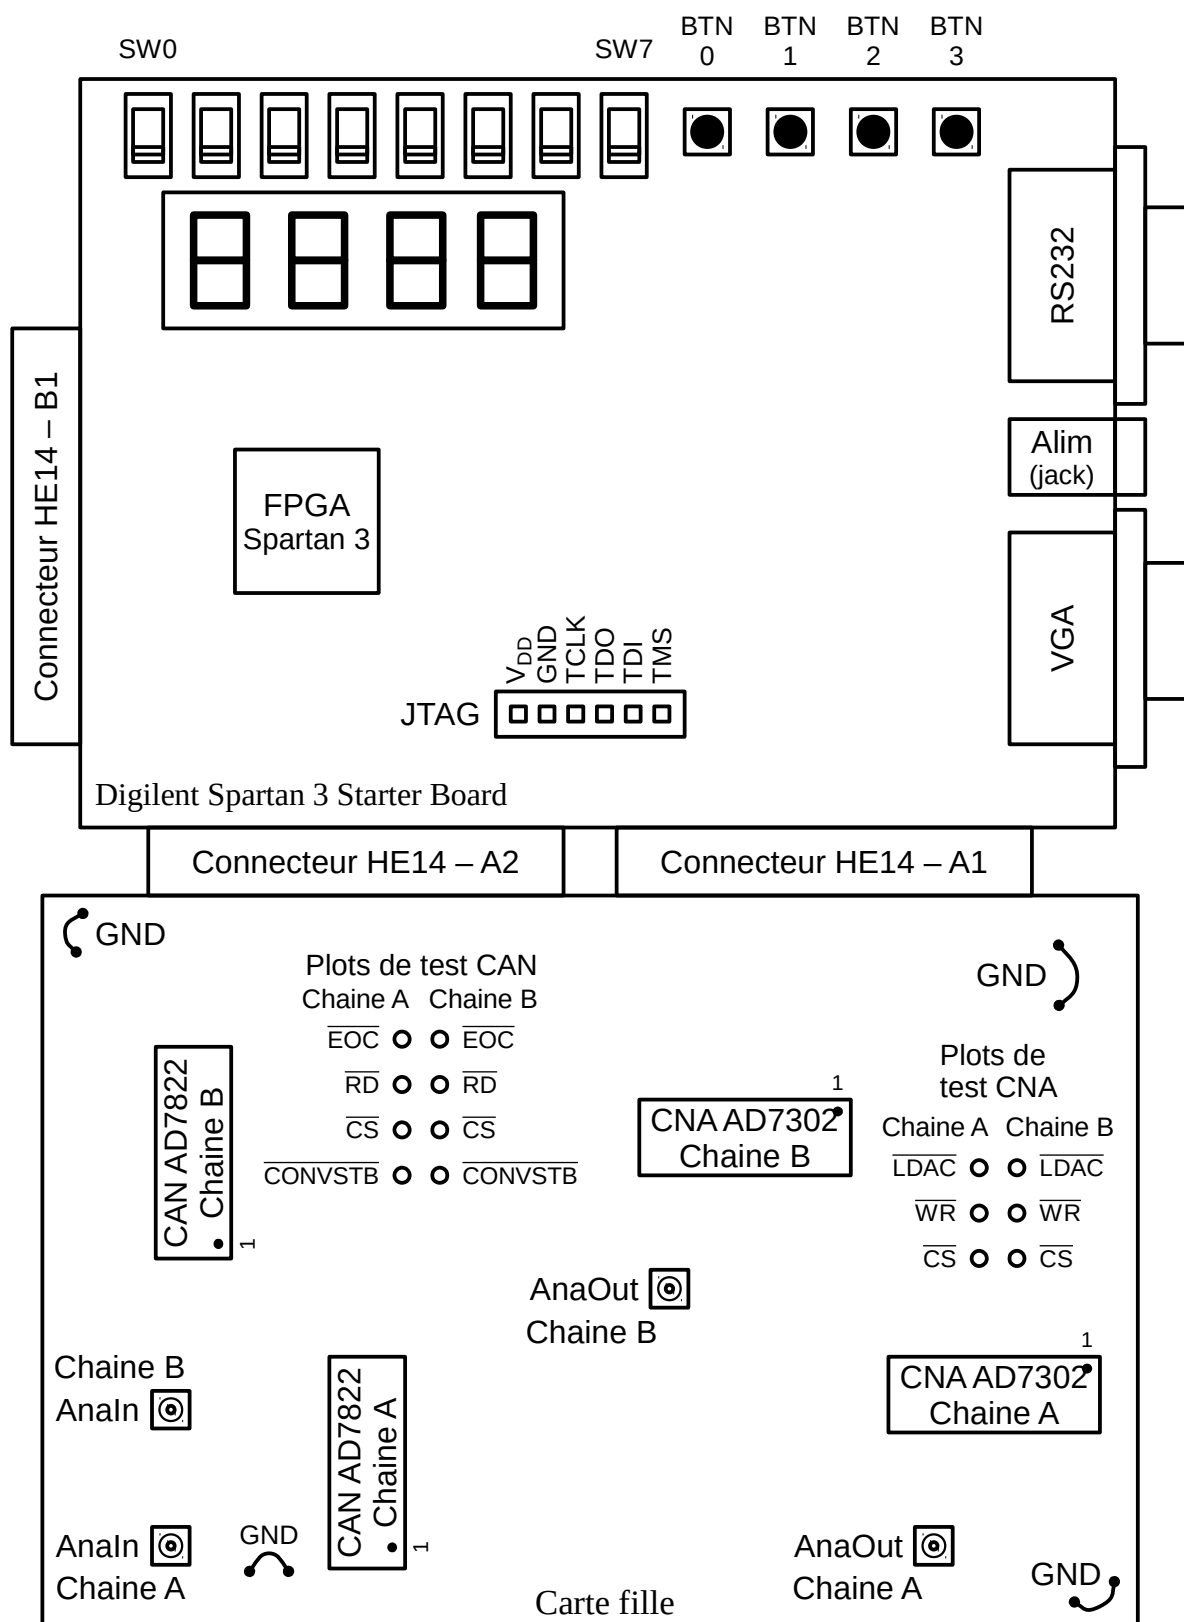 SW0
SW7
BTN
0
BTN
1
BTN
2
BTN
3
RS232
Connecteur HE14 – B1
Alim
(jack)
FPGA
Spartan 3
VGA
VDD
GND
TCLK
TDO
TDI
TMS
JTAG
Digilent Spartan 3 Starter Board
Connecteur HE14 – A2
Connecteur HE14 – A1
GND
Plots de test CAN
Chaine A Chaine B
EOC EOC
RD RD
CS CS
CONVSTB CONVSTB
GND
Plots de
test CNA
Chaine A Chaine B
LDAC LDAC
WR WR
CS CS
CAN AD7822
Chaine B
1
1
CNA AD7302
Chaine B
AnaOut
Chaine B
Chaine B
AnaIn
CAN AD7822
Chaine A
1
1
CNA AD7302
Chaine A
AnaIn
Chaine A
GND
AnaOut
Chaine A
GND
Carte fille